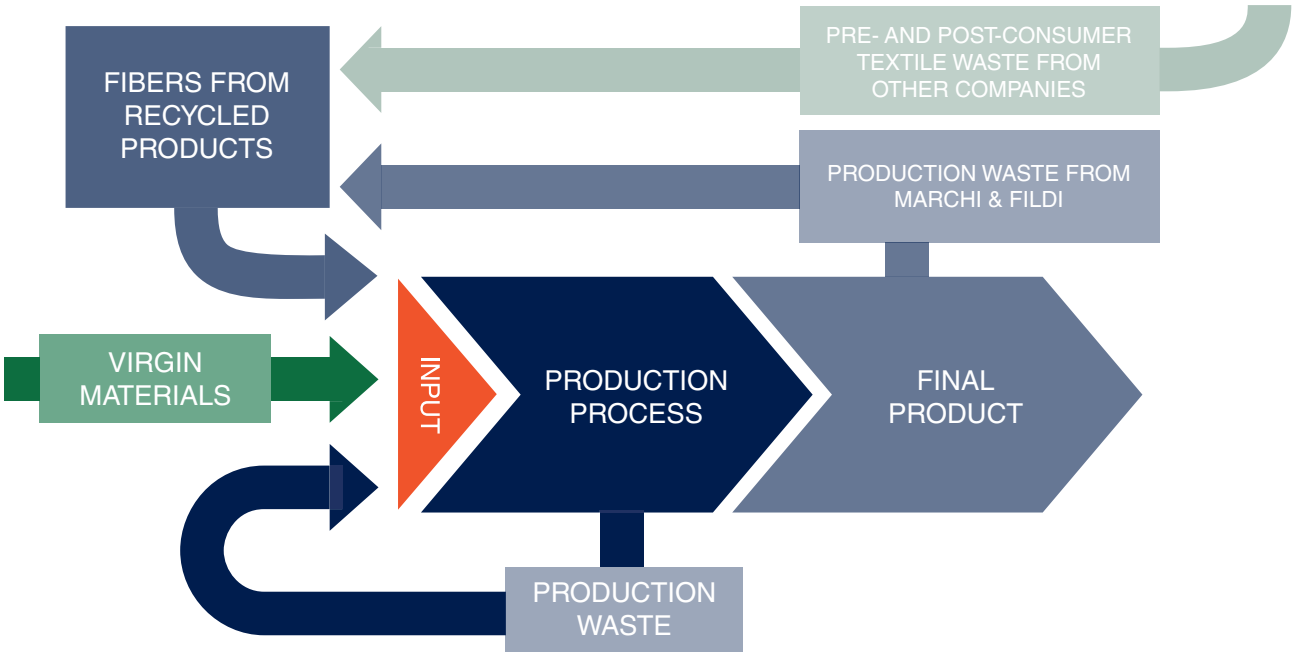 PRE- AND POST-CONSUMER
TEXTILE WASTE FROM
OTHER COMPANIES
FIBERS FROM
RECYCLED
PRODUCTS
PRODUCTION WASTE FROM
MARCHI & FILDI
VIRGIN
MATERIALS
INPUT
PRODUCTION
PROCESS
FINAL
PRODUCT
PRODUCTION
WASTE